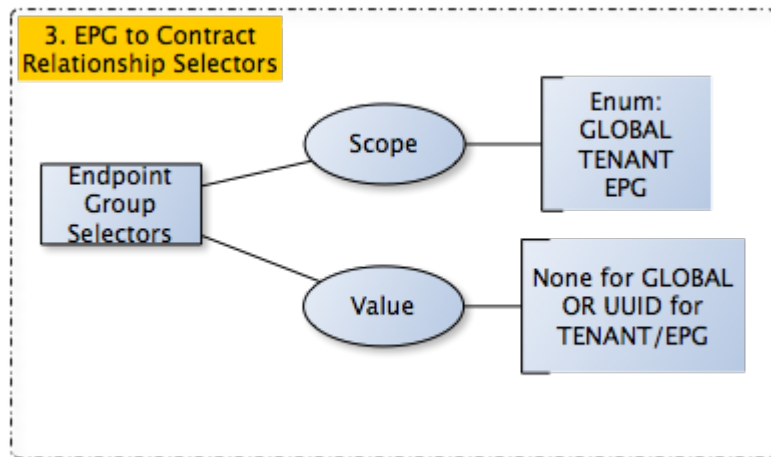 3. EPG to Contract
Relationship Selectors
Endpoint
Group
Selectors
Scope
Enum:
GLOBAL
TENANT
EPG
Value
None for GLOBAL
OR UUID for
TENANT/EPG